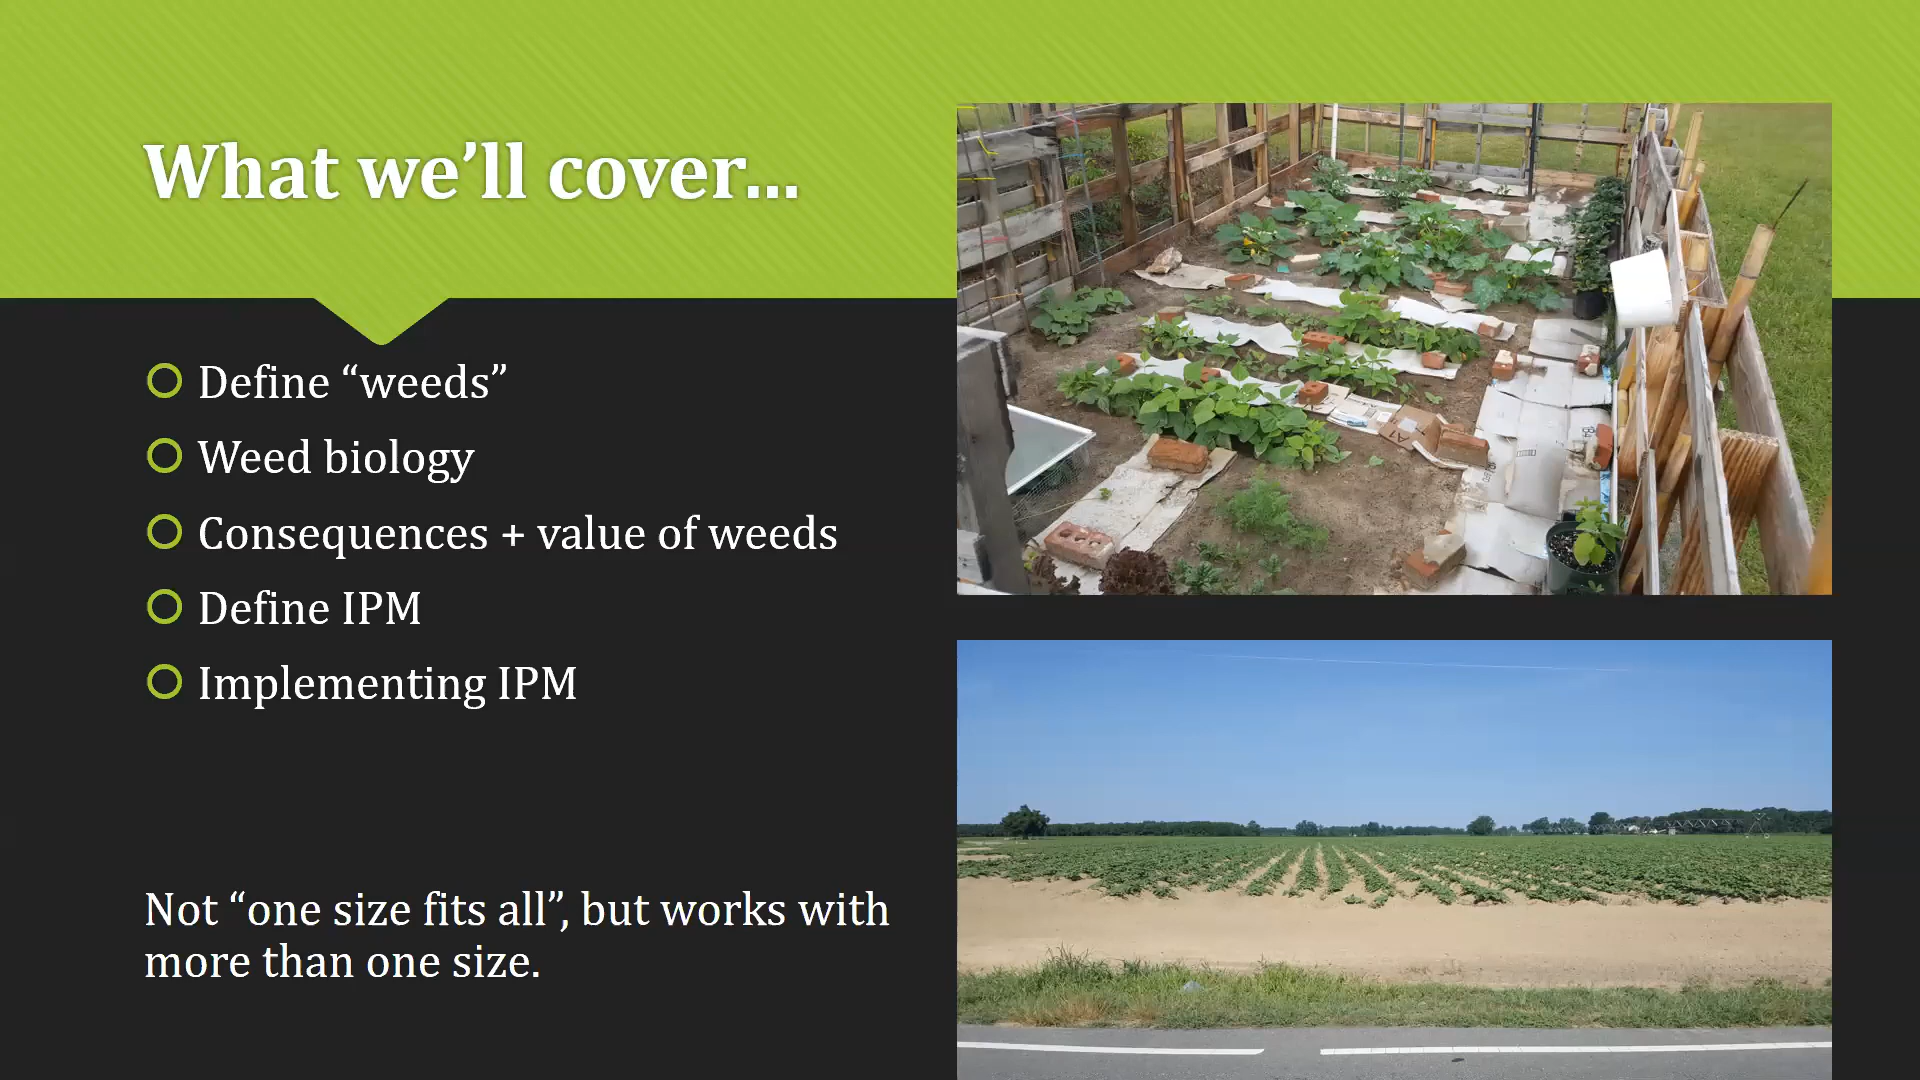 What we’ll cover…
Define “weeds”
Weed biology
Consequences + value of weeds
Define IPM
Implementing IPM
Not “one size fits all”, but works with
more than one size.